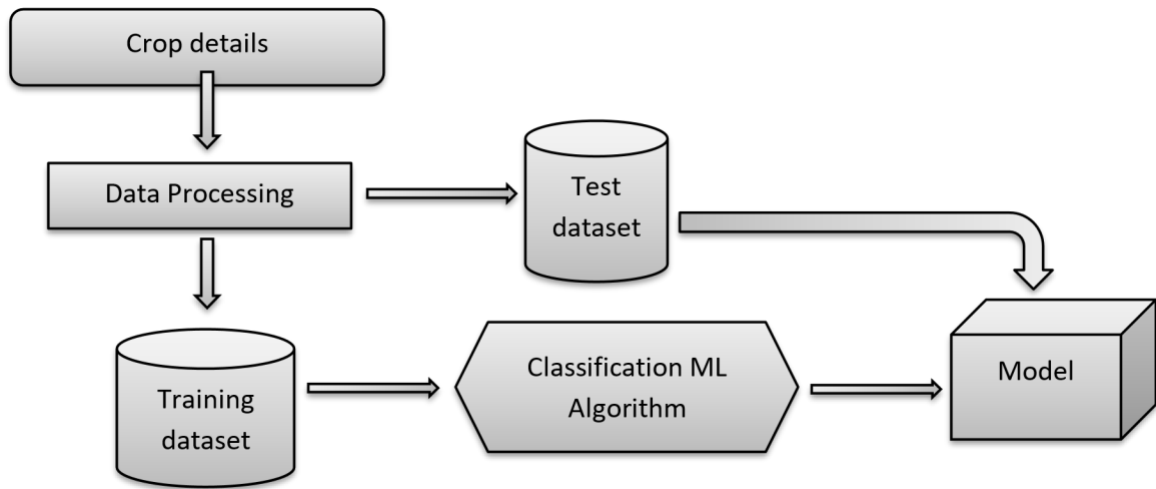 Crop details
Data Processing
Test
dataset
Training
dataset
Classification ML
Algorithm
Model